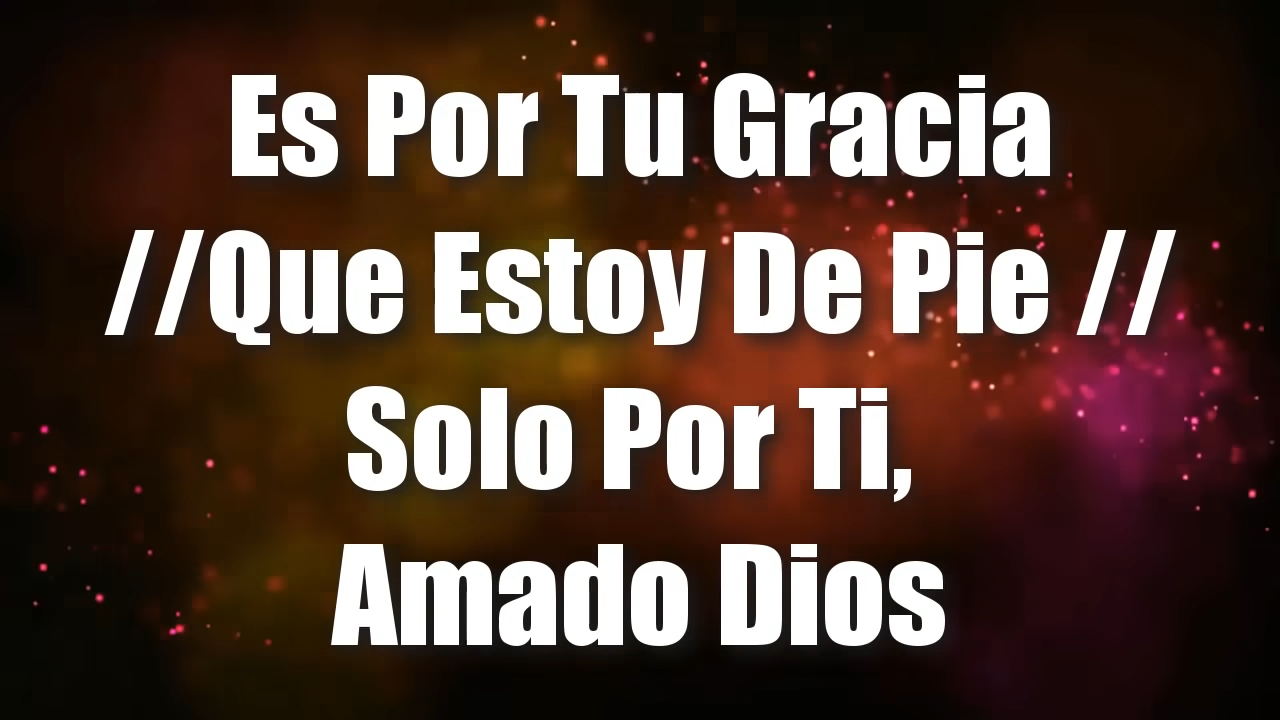 Es Por Tu Gracia
//Que Estoy De Pie //
Solo Por Ti,
Amado Dios